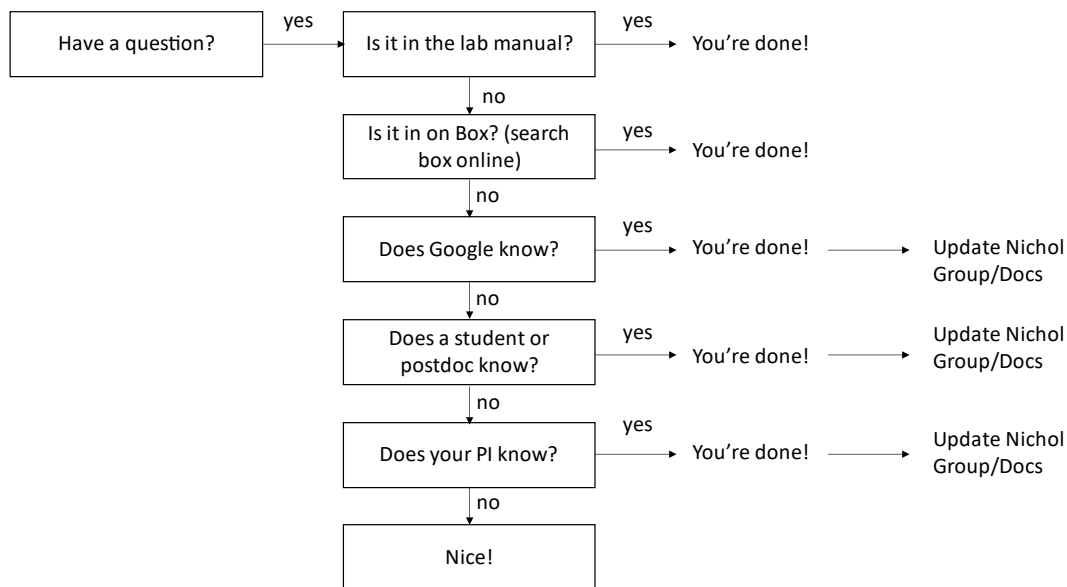 Have a question?
yes
Is it in the lab manual?
yes
You're done!
no
Is it in on Box? (search
box online)
yes
You're done!
no
Does Google know?
yes
You're done!
Update Nichol
Group/Docs
no
Does a student or
postdoc know?
yes
You're done!
Update Nichol
Group/Docs
no
Does your PI know?
yes
You're done!
Update Nichol
Group/Docs
no
Nice!